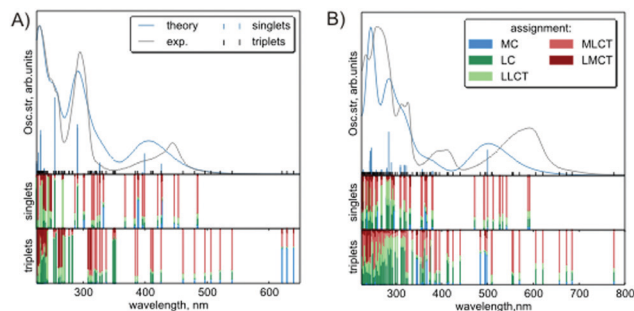 A)
theory
singlets
exp.
triplets
Osc.str, arb.units
singlets
triplets
300
400
500
600
wavelength, nm
B)
assignment:
MC
MLCT
LC
LMCT
LLCT
Osc.str, arb.units
singlets
triplets
300
400
500
600
700
800
wavelength, nm